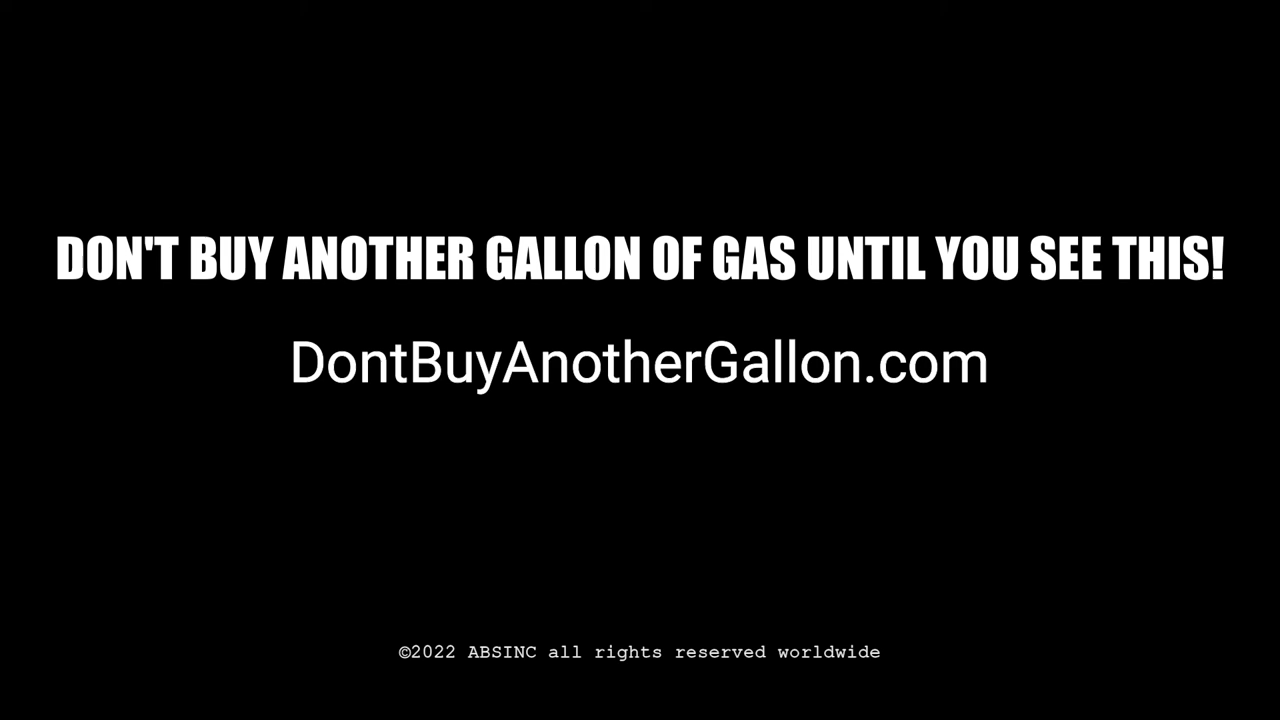 DON'T BUY ANOTHER GALLON OF GAS UNTIL YOU SEE THIS!
DontBuyAnotherGallon.com
©2022 ABSINC all rights reserved worldwide